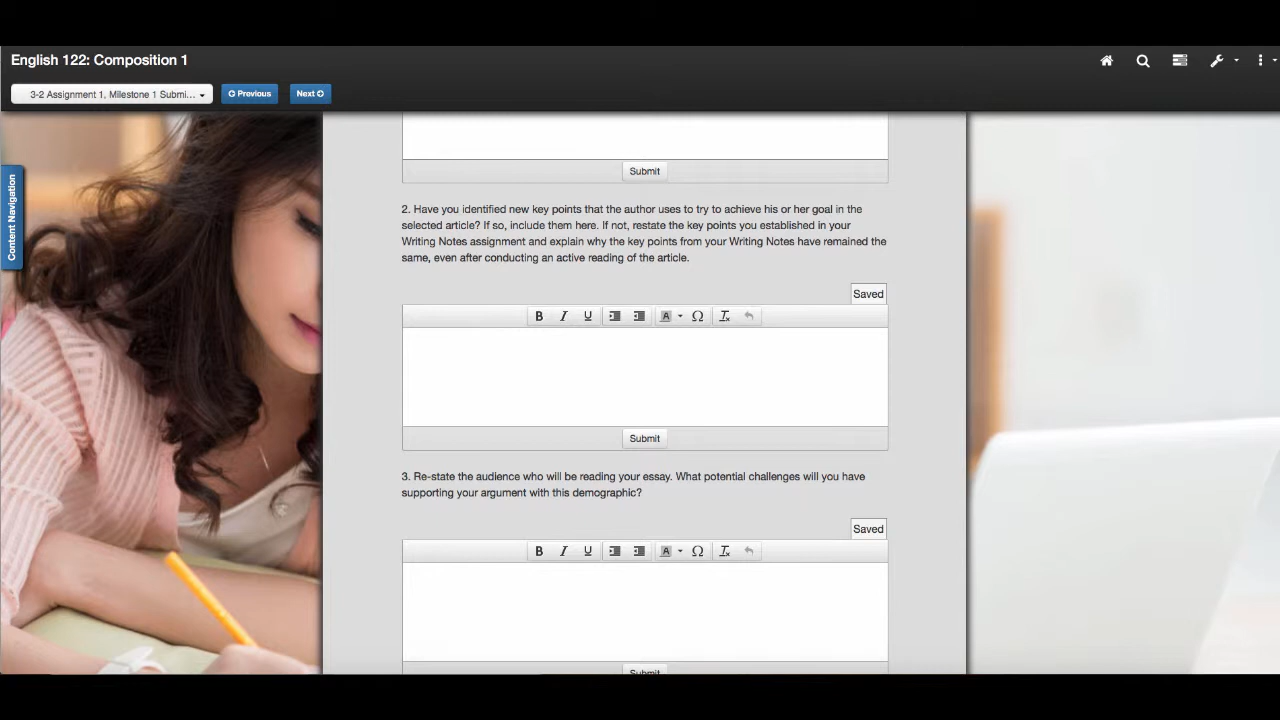 English 122: Composition 1
3-2 Assignment 1, Milestone 1 Submi...
Previous
Next
Content Navigation
Submit
2. Have you identified new key points that the author uses to try to achieve his or her goal in the
selected article? If so, include them here. If not, restate the key points you established in your
Writing Notes assignment and explain why the key points from your Writing Notes have remained the
same, even after conducting an active reading of the article.
Saved
B I U A Ω Ix
Submit
3. Re-state the audience who will be reading your essay. What potential challenges will you have
supporting your argument with this demographic?
Saved
B I U A Ω Ix
Submit